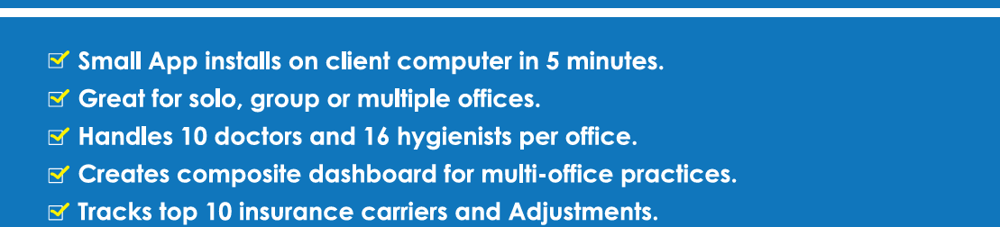 Small App installs on client computer in 5 minutes.
Great for solo, group or multiple offices.
Handles 10 doctors and 16 hygienists per office.
Creates composite dashboard for multi-office practices.
Tracks top 10 insurance carriers and Adjustments.